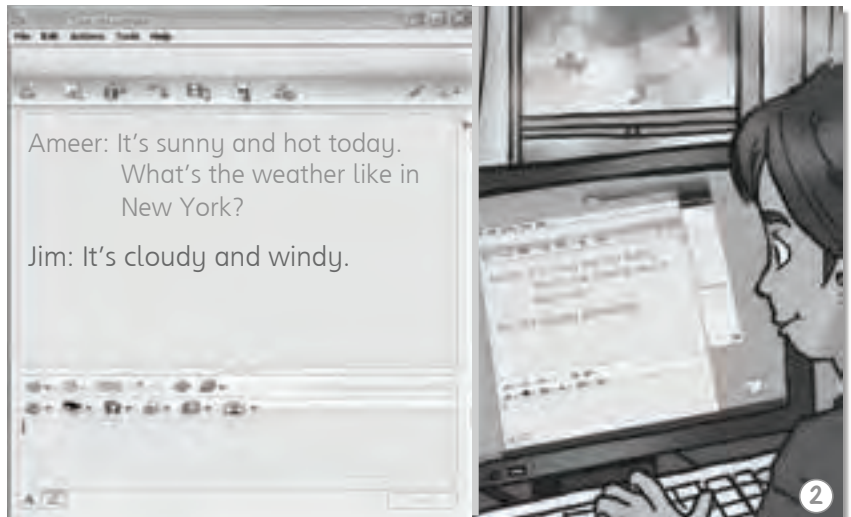 File Edit Actions Tools Help
Ameer: It's sunny and hot today.
What's the weather like in
New York?
Jim: It's cloudy and windy.
2